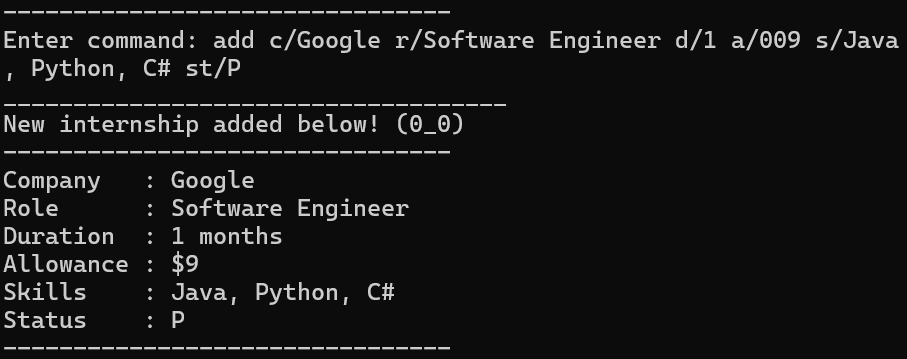 --------------------------------
Enter command: add c/Google r/Software Engineer d/1 a/009 s/Java
, Python, C# st/P
____________________________________
New internship added below! (0_0)
--------------------------------
Company   : Google
Role      : Software Engineer
Duration  : 1 months
Allowance : $9
Skills    : Java, Python, C#
Status    : P
--------------------------------